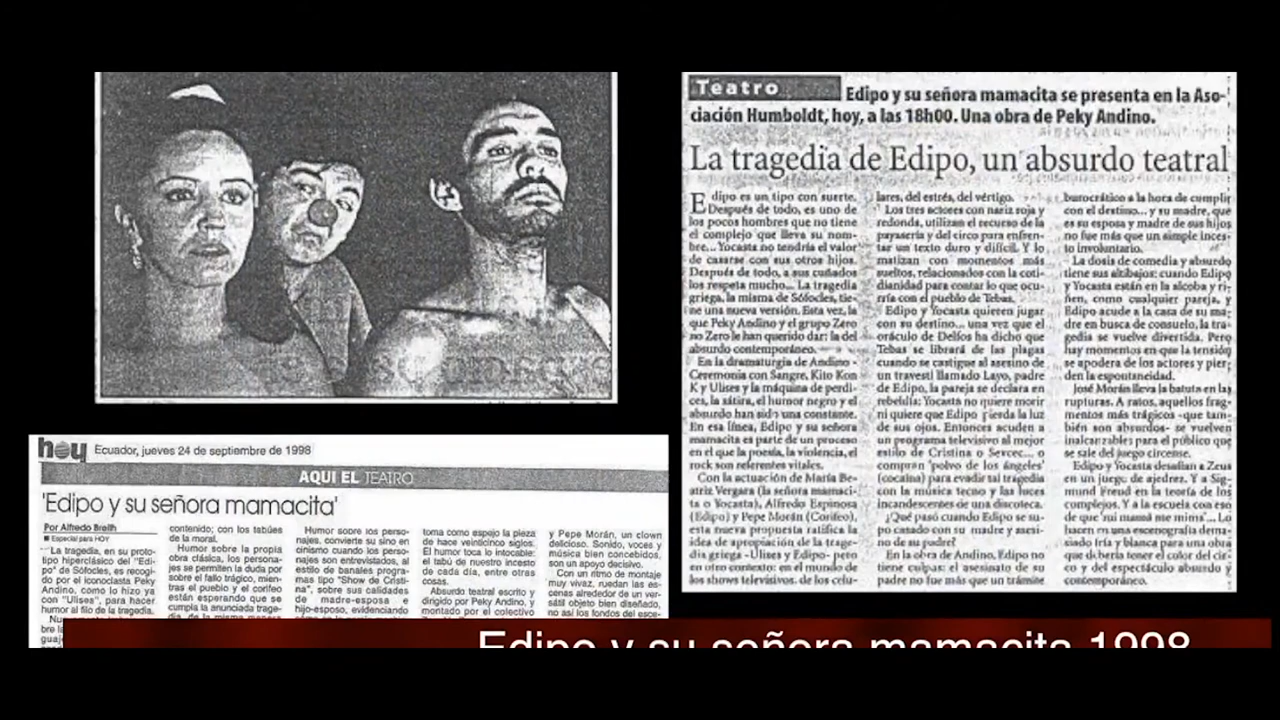 Teatro
Edipo y su señora mamacita se presenta en la Aso-
ciación Humboldt, hoy, a las 18h00. Una obra de Peky Andino.
La tragedia de Edipo, un absurdo teatral
Edipo es un tipo con suerte.
Después de todo, es uno de
los pocos hombres que no tiene
el complejo que lleva su nom-
bre... Yocasta no tendría el valor
de casarse con sus otros hijos.
Después de todo, a sus cuñados
los respeta mucho... La tragedia
griega, la misma de Sófocles, tie-
ne una nueva versión. Esta vez, la
que Peky Andino y el grupo Zero
no Zero le han querido dar: la del
absurdo contemporáneo.
En la dramaturgia de Andino -
Ceremonia con Sangre, Kito Kon
K y Ulises y la máquina de perdi-
ces, la sátira, el humor negro y el
absurdo han sido una constante.
En esa línea, Edipo y su señora
mamacita es parte de un proceso
en el que la poesía, la violencia, el
rock son referentes vitales.
Con la actuación de María Be-
atriz Vergara (la señora mamaci-
ta o Yocasta), Alfredo Espinosa
(Edipo) y Pepe Morán (Corifeo),
esta nueva propuesta ratifica la
idea de apropiación de la trage-
dia griega -Ulises y Edipo- pero
en otro contexto: en el mundo de
los shows televisivos, de los celu-
lares, del estrés, del vértigo.
Los tres actores con nariz roja y
redonda, utilizan el recurso de la
payasería y del circo para enfren-
tar un texto duro y difícil. Y lo
matizan con momentos más
sueltos, relacionados con la coti-
dianidad para contar lo que ocu-
rría con el pueblo de Tebas.
Edipo y Yocasta quieren jugar
con su destino... una vez que el
oráculo de Delfos ha dicho que
Tebas se librará de las plagas
cuando se castigue al asesino de
un travesti llamado Layo, padre
de Edipo, la pareja se declara en
rebeldía: Yocasta no quiere morir
ni quiere que Edipo pierda la luz
de sus ojos. Entonces acuden a
un programa televisivo al mejor
estilo de Cristina o Sevcec... o
compran 'polvo de los ángeles'
(cocaína) para evadir tal tragedia
con la música tecno y las luces
incandescentes de una discoteca.
¿Qué pasó cuando Edipo se su-
po casado con su madre y asesi-
no de su padre?
En la obra de Andino, Edipo no
tiene culpas: el asesinato de su
padre no fue más que un trámite
burocrático a la hora de cumplir
con el destino... y su madre, que
es su esposa y madre de sus hijos
no fue más que un simple inces-
to involuntario.
La dosis de comedia y absurdo
tiene sus altibajos: cuando Edipo
y Yocasta están en la alcoba y ri-
ñen, como cualquier pareja, y
Edipo acude a la casa de su ma-
dre en busca de consuelo, la tra-
gedia se vuelve divertida. Pero
hay momentos en que la tensión
se apodera de los actores y pier-
den la espontaneidad.
José Morán lleva la batuta en las
rupturas. A ratos, aquellos frag-
mentos más trágicos -que tam-
bién son absurdos- se vuelven
inalcanzables para el público que
se sale del juego circense.
Edipo y Yocasta desafían a Zeus
en un juego de ajedrez. Y a Sig-
mund Freud en la teoría de los
complejos. Y a la escuela con eso
de que 'mi mamá me mima'... Lo
hacen en una escenografía dema-
siado fría y blanca para una obra
que debería tener el color del cir-
co y del espectáculo absurdo y
contemporáneo.
hoy Ecuador, jueves 24 de septiembre de 1998
AQUI EL TEATRO
'Edipo y su señora mamacita'
Por Alfredo Breilh
Especial para HOY
La tragedia, en su proto-
tipo hiperclásico del "Edi-
po" de Sófocles, es recogi-
do por el iconoclasta Peky
Andino, como lo hizo ya
con "Ulises", para hacer
humor al filo de la tragedia.
contenido; con los tabúes
de la moral.
Humor sobre la propia
obra clásica, los persona-
jes se permiten la duda por
sobre el fallo trágico, mien-
tras el pueblo y el corifeo
están esperando que se
cumpla la anunciada trage-
dia, de la misma manera
Humor sobre los perso-
najes, convierte su sino en
cinismo cuando los perso-
najes son entrevistados, al
estilo de banales progra-
mas tipo "Show de Cristi-
na", sobre sus calidades
de madre-esposa e
hijo-esposo, evidenciando
toma como espejo la pieza
de hace veinticinco siglos.
El humor toca lo intocable:
el tabú de nuestro incesto
de cada día, entre otras
cosas.
Absurdo teatral escrito y
dirigido por Peky Andino, y
montado por el colectivo
y Pepe Morán, un clown
delicioso. Sonido, voces y
música bien concebidos,
son un apoyo decisivo.
Con un ritmo de montaje
muy vivaz, ruedan las es-
cenas alrededor de un ver-
sátil objeto bien diseñado,
no así los fondos del esce-
Edipo y su señora mamacita 1998